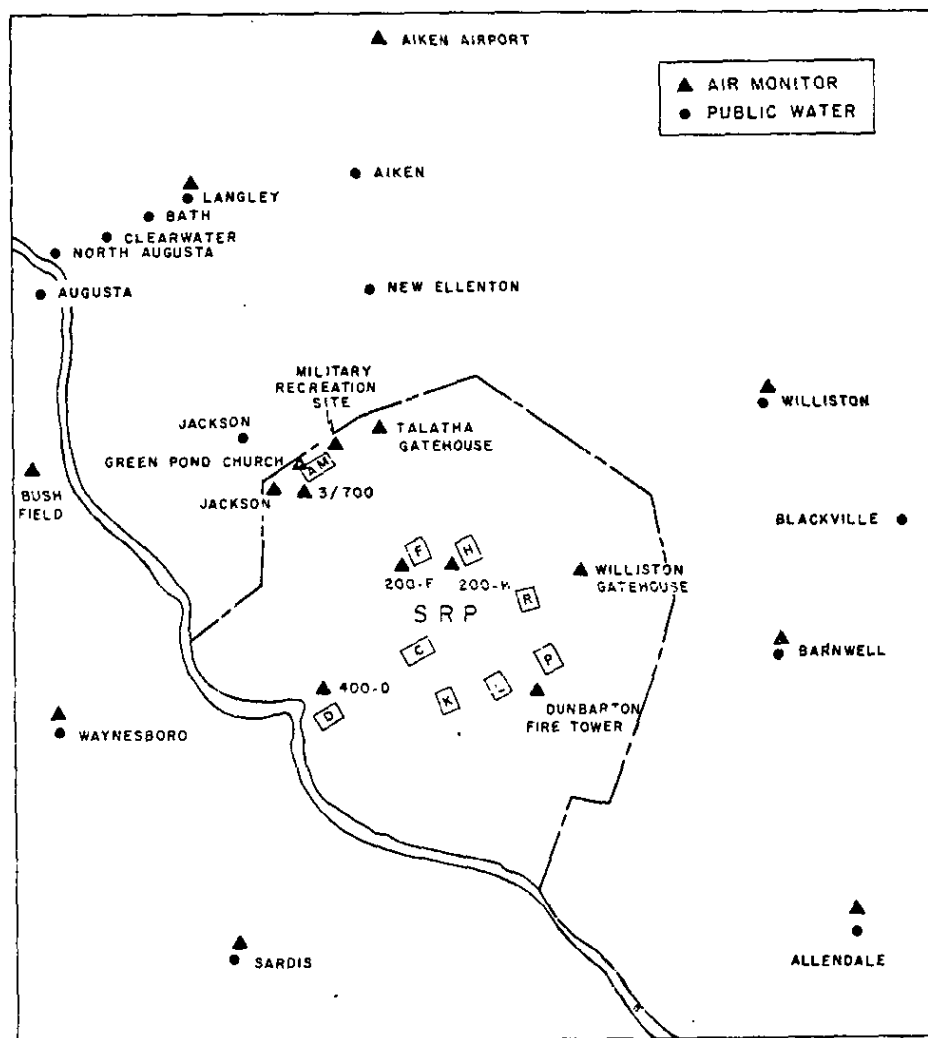 AIKEN AIRPORT
AIR MONITOR
PUBLIC WATER
AIKEN
LANGLEY
BATH
CLEARWATER
NORTH AUGUSTA
AUGUSTA
NEW ELLENTON
MILITARY
RECREATION
SITE
WILLISTON
JACKSON
TALATHA
GATEHOUSE
GREEN POND CHURCH
AM
BUSH
FIELD
JACKSON
3/700
BLACKVILLE
F
H
WILLISTON
GATEHOUSE
200-F
200-H
R
SRP
C
P
BARNWELL
400-D
K
D
DUNBARTON
FIRE TOWER
WAYNESBORO
ALLENDALE
SARDIS